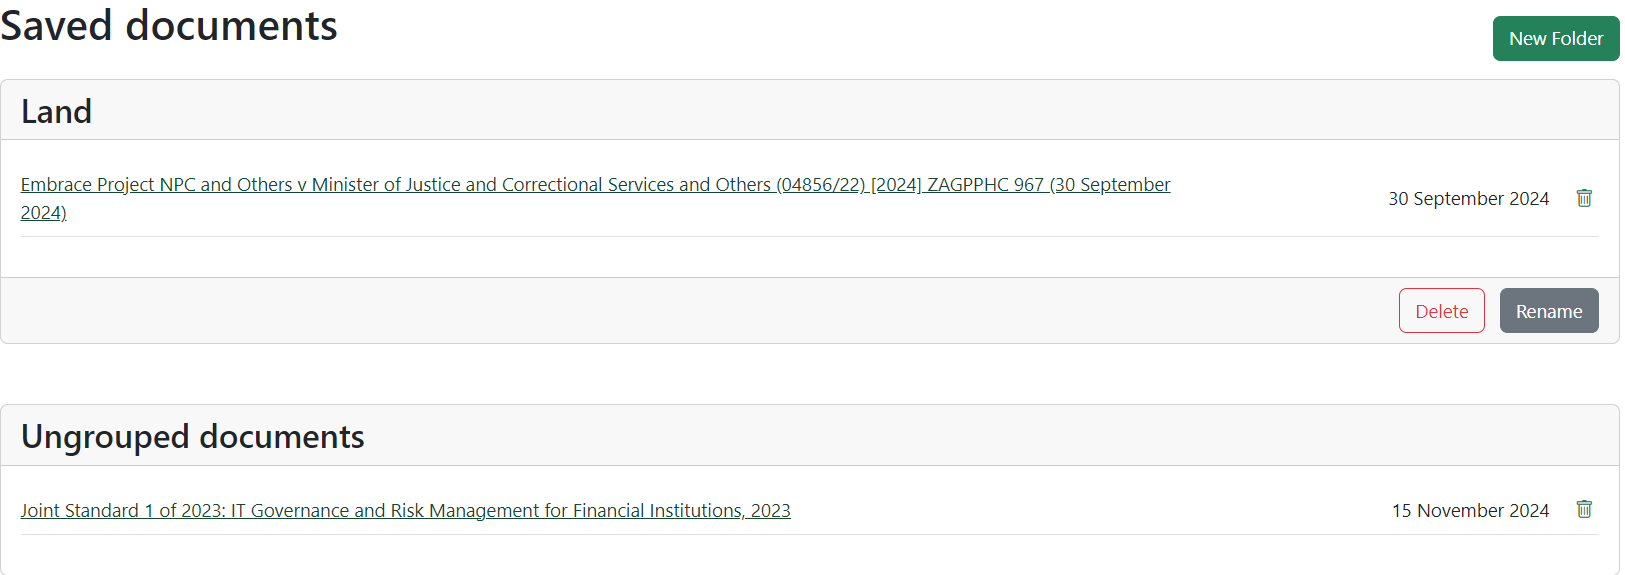 Saved documents
New Folder
Land
Embrace Project NPC and Others v Minister of Justice and Correctional Services and Others (04856/22) [2024] ZAGPPHC 967 (30 September
2024)
30 September 2024
Delete
Rename
Ungrouped documents
Joint Standard 1 of 2023: IT Governance and Risk Management for Financial Institutions, 2023
15 November 2024